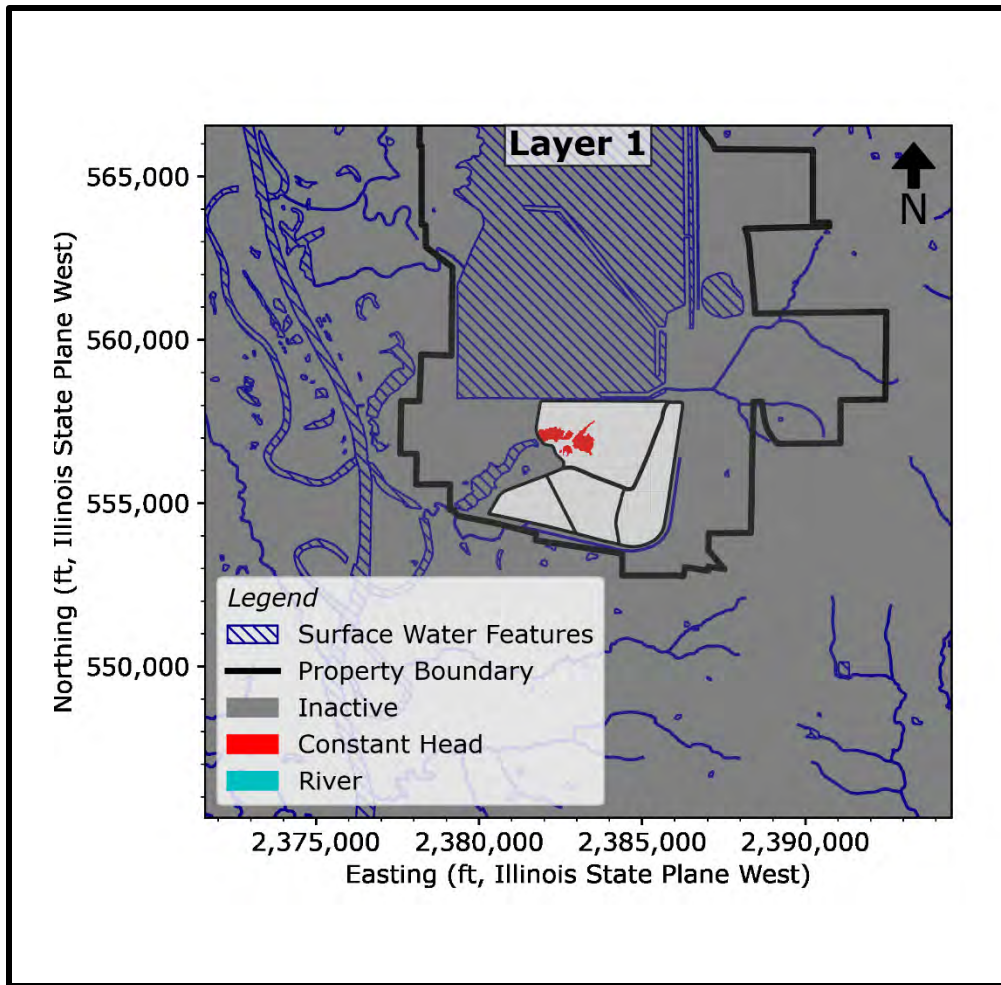 Layer 1
N
565,000
560,000
555,000
550,000
Northing (ft, Illinois State Plane West)
Legend
Surface Water Features
Property Boundary
Inactive
Constant Head
River
2,375,000 2,380,000 2,385,000 2,390,000
Easting (ft, Illinois State Plane West)